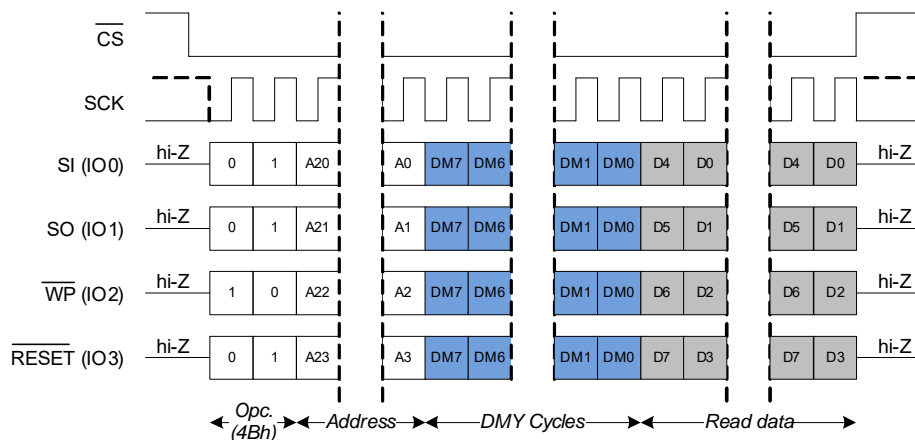 CS
SCK
hi-Z
SI (IO0) 0 1 A20 A0 DM7 DM6 DM1 DM0 D4 D0 D4 D0 hi-Z
hi-Z
SO (IO1) 0 1 A21 A1 DM7 DM6 DM1 DM0 D5 D1 D5 D1 hi-Z
hi-Z
WP (IO2) 1 0 A22 A2 DM7 DM6 DM1 DM0 D6 D2 D6 D2 hi-Z
hi-Z
RESET (IO3) 0 1 A23 A3 DM7 DM6 DM1 DM0 D7 D3 D7 D3 hi-Z
Opc. Address DMY Cycles Read data
(4Bh)